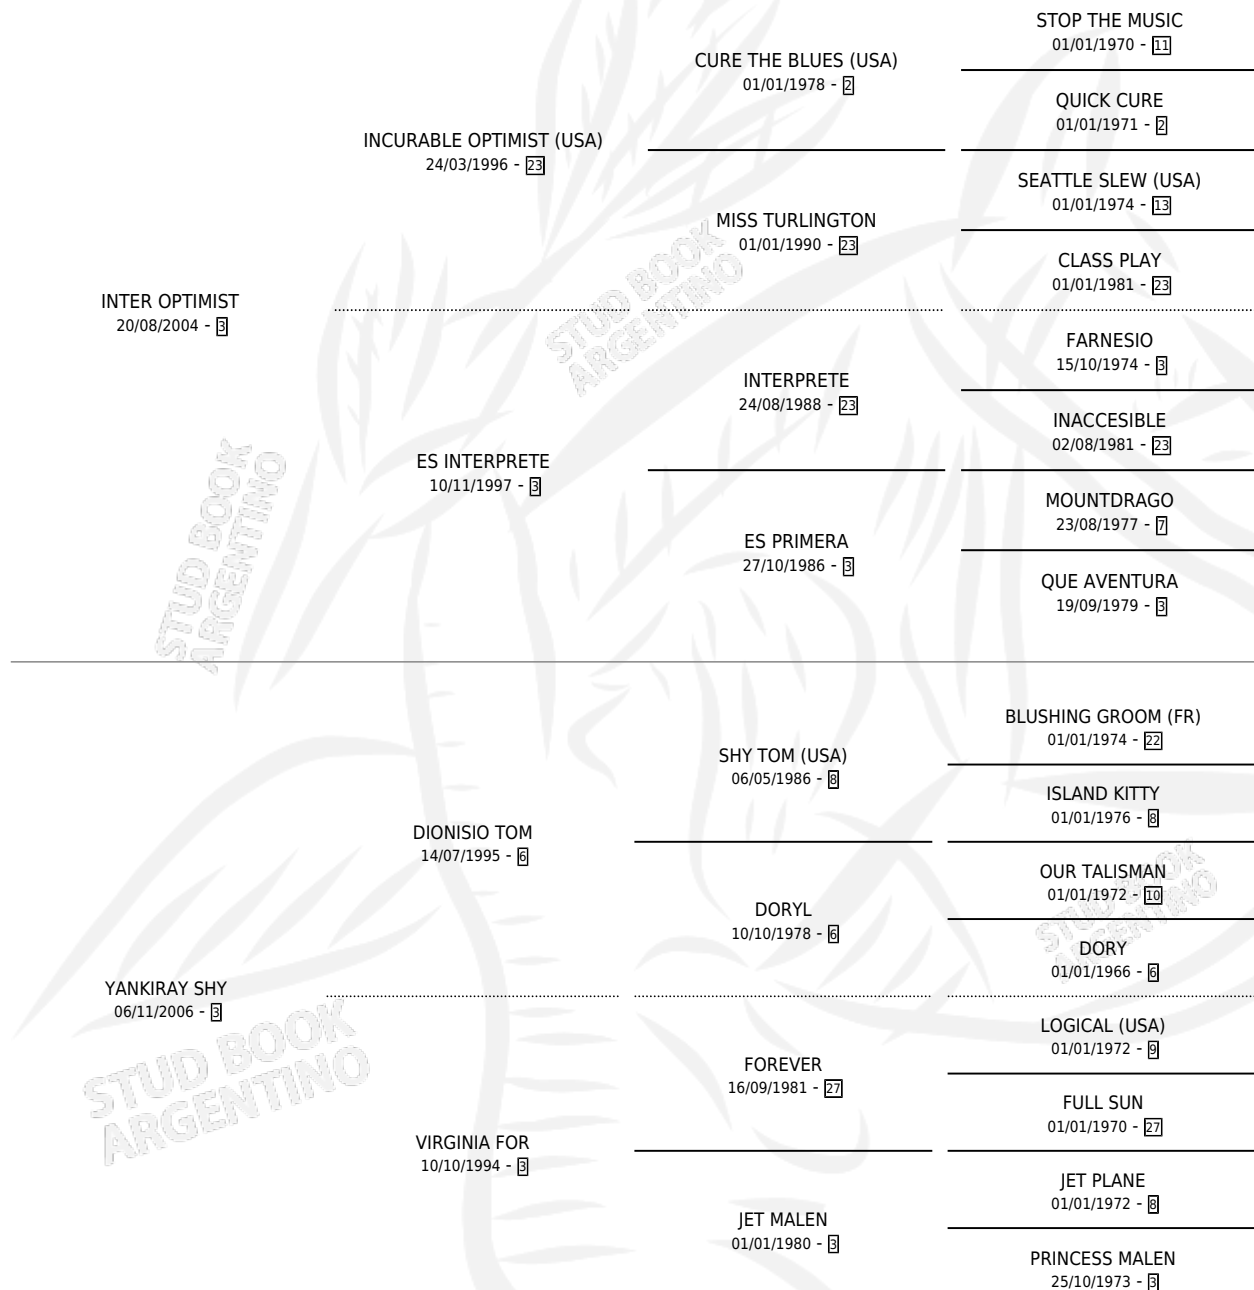 STOP THE MUSIC
01/01/1970 - 11
CURE THE BLUES (USA)
01/01/1978 - 2
QUICK CURE
01/01/1971 - 2
INCURABLE OPTIMIST (USA)
24/03/1996 - 23
SEATTLE SLEW (USA)
01/01/1974 - 13
MISS TURLINGTON
01/01/1990 - 23
CLASS PLAY
01/01/1981 - 23
INTER OPTIMIST
20/08/2004 - 3
FARNESIO
15/10/1974 - 3
INTERPRETE
24/08/1988 - 23
INACCESIBLE
02/08/1981 - 23
ES INTERPRETE
10/11/1997 - 3
MOUNTDRAGO
23/08/1977 - 7
ES PRIMERA
27/10/1986 - 3
QUE AVENTURA
19/09/1979 - 3
BLUSHING GROOM (FR)
01/01/1974 - 22
SHY TOM (USA)
06/05/1986 - 8
ISLAND KITTY
01/01/1976 - 8
DIONISIO TOM
14/07/1995 - 6
OUR TALISMAN
01/01/1972 - 10
DORYL
10/10/1978 - 6
DORY
01/01/1966 - 6
YANKIRAY SHY
06/11/2006 - 3
LOGICAL (USA)
01/01/1972 - 9
FOREVER
16/09/1981 - 27
FULL SUN
01/01/1970 - 27
VIRGINIA FOR
10/10/1994 - 3
JET PLANE
01/01/1972 - 8
JET MALEN
01/01/1980 - 3
PRINCESS MALEN
25/10/1973 - 3
STUD BOOK
ARGENTINO
STUD BOOK
ARGENTINO
STUD BOOK
ARGENTINO
STUD BOOK
ARGENTINO